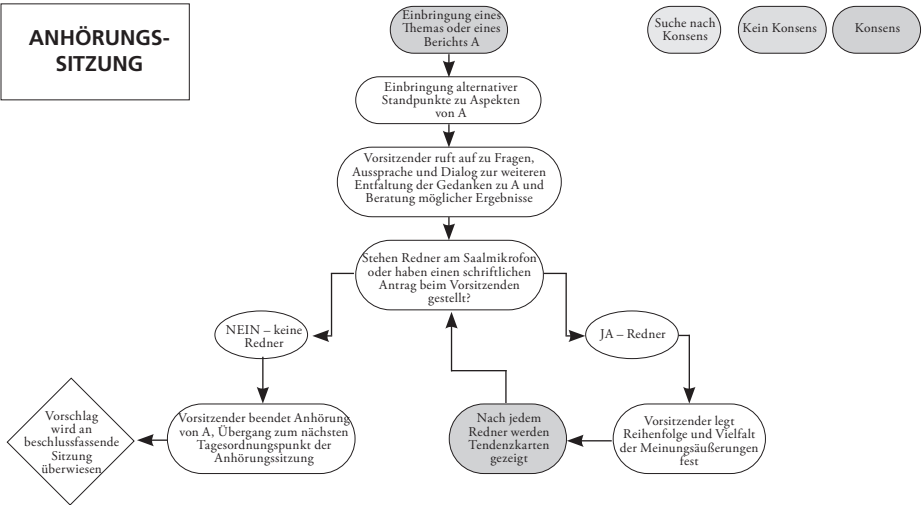 ANHÖRUNGS-
SITZUNG
Einbringung eines
Themas oder eines
Berichts A
Suche nach
Konsens
Kein Konsens
Konsens
Einbringung alternativer
Standpunkte zu Aspekten
von A
Vorsitzender ruft auf zu Fragen,
Aussprache und Dialog zur weiteren
Entfaltung der Gedanken zu A und
Beratung möglicher Ergebnisse
Stehen Redner am Saalmikrofon
oder haben einen schriftlichen
Antrag beim Vorsitzenden
gestellt?
NEIN – keine
Redner
JA – Redner
Vorschlag
wird an
beschlussfassende
Sitzung
überwiesen
Vorsitzender beendet Anhörung
von A, Übergang zum nächsten
Tagesordnungspunkt der
Anhörungssitzung
Nach jedem
Redner werden
Tendenzkarten
gezeigt
Vorsitzender legt
Reihenfolge und Vielfalt
der Meinungsäußerungen
fest